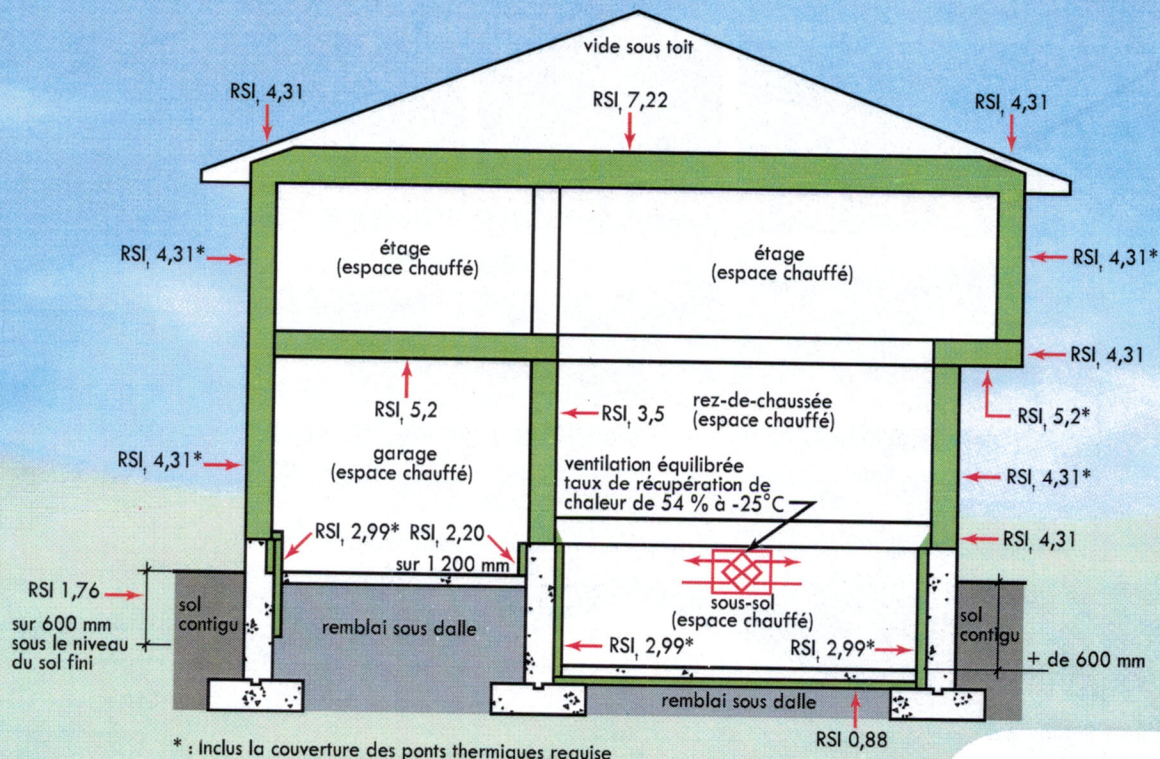 vide sous toit
RSIₜ 4,31
RSIₜ 7,22
RSIₜ 4,31
RSIₜ 4,31*
étage
(espace chauffé)
étage
(espace chauffé)
RSIₜ 4,31*
RSIₜ 4,31
RSIₜ 5,2
RSIₜ 3,5
rez-de-chaussée
(espace chauffé)
RSIₜ 5,2*
RSIₜ 4,31*
garage
(espace chauffé)
ventilation équilibrée
taux de récupération de
chaleur de 54 % à -25°C
RSIₜ 4,31*
RSIₜ 2,99*
RSIₜ 2,20
sur 1 200 mm
RSIₜ 4,31
RSI 1,76
sur 600 mm
sous le niveau
du sol fini
sol
contigu
remblai sous dalle
sous-sol
(espace chauffé)
sol
contigu
RSIₜ 2,99*
RSIₜ 2,99*
+ de 600 mm
remblai sous dalle
RSI 0,88
* : Inclus la couverture des ponts thermiques requise